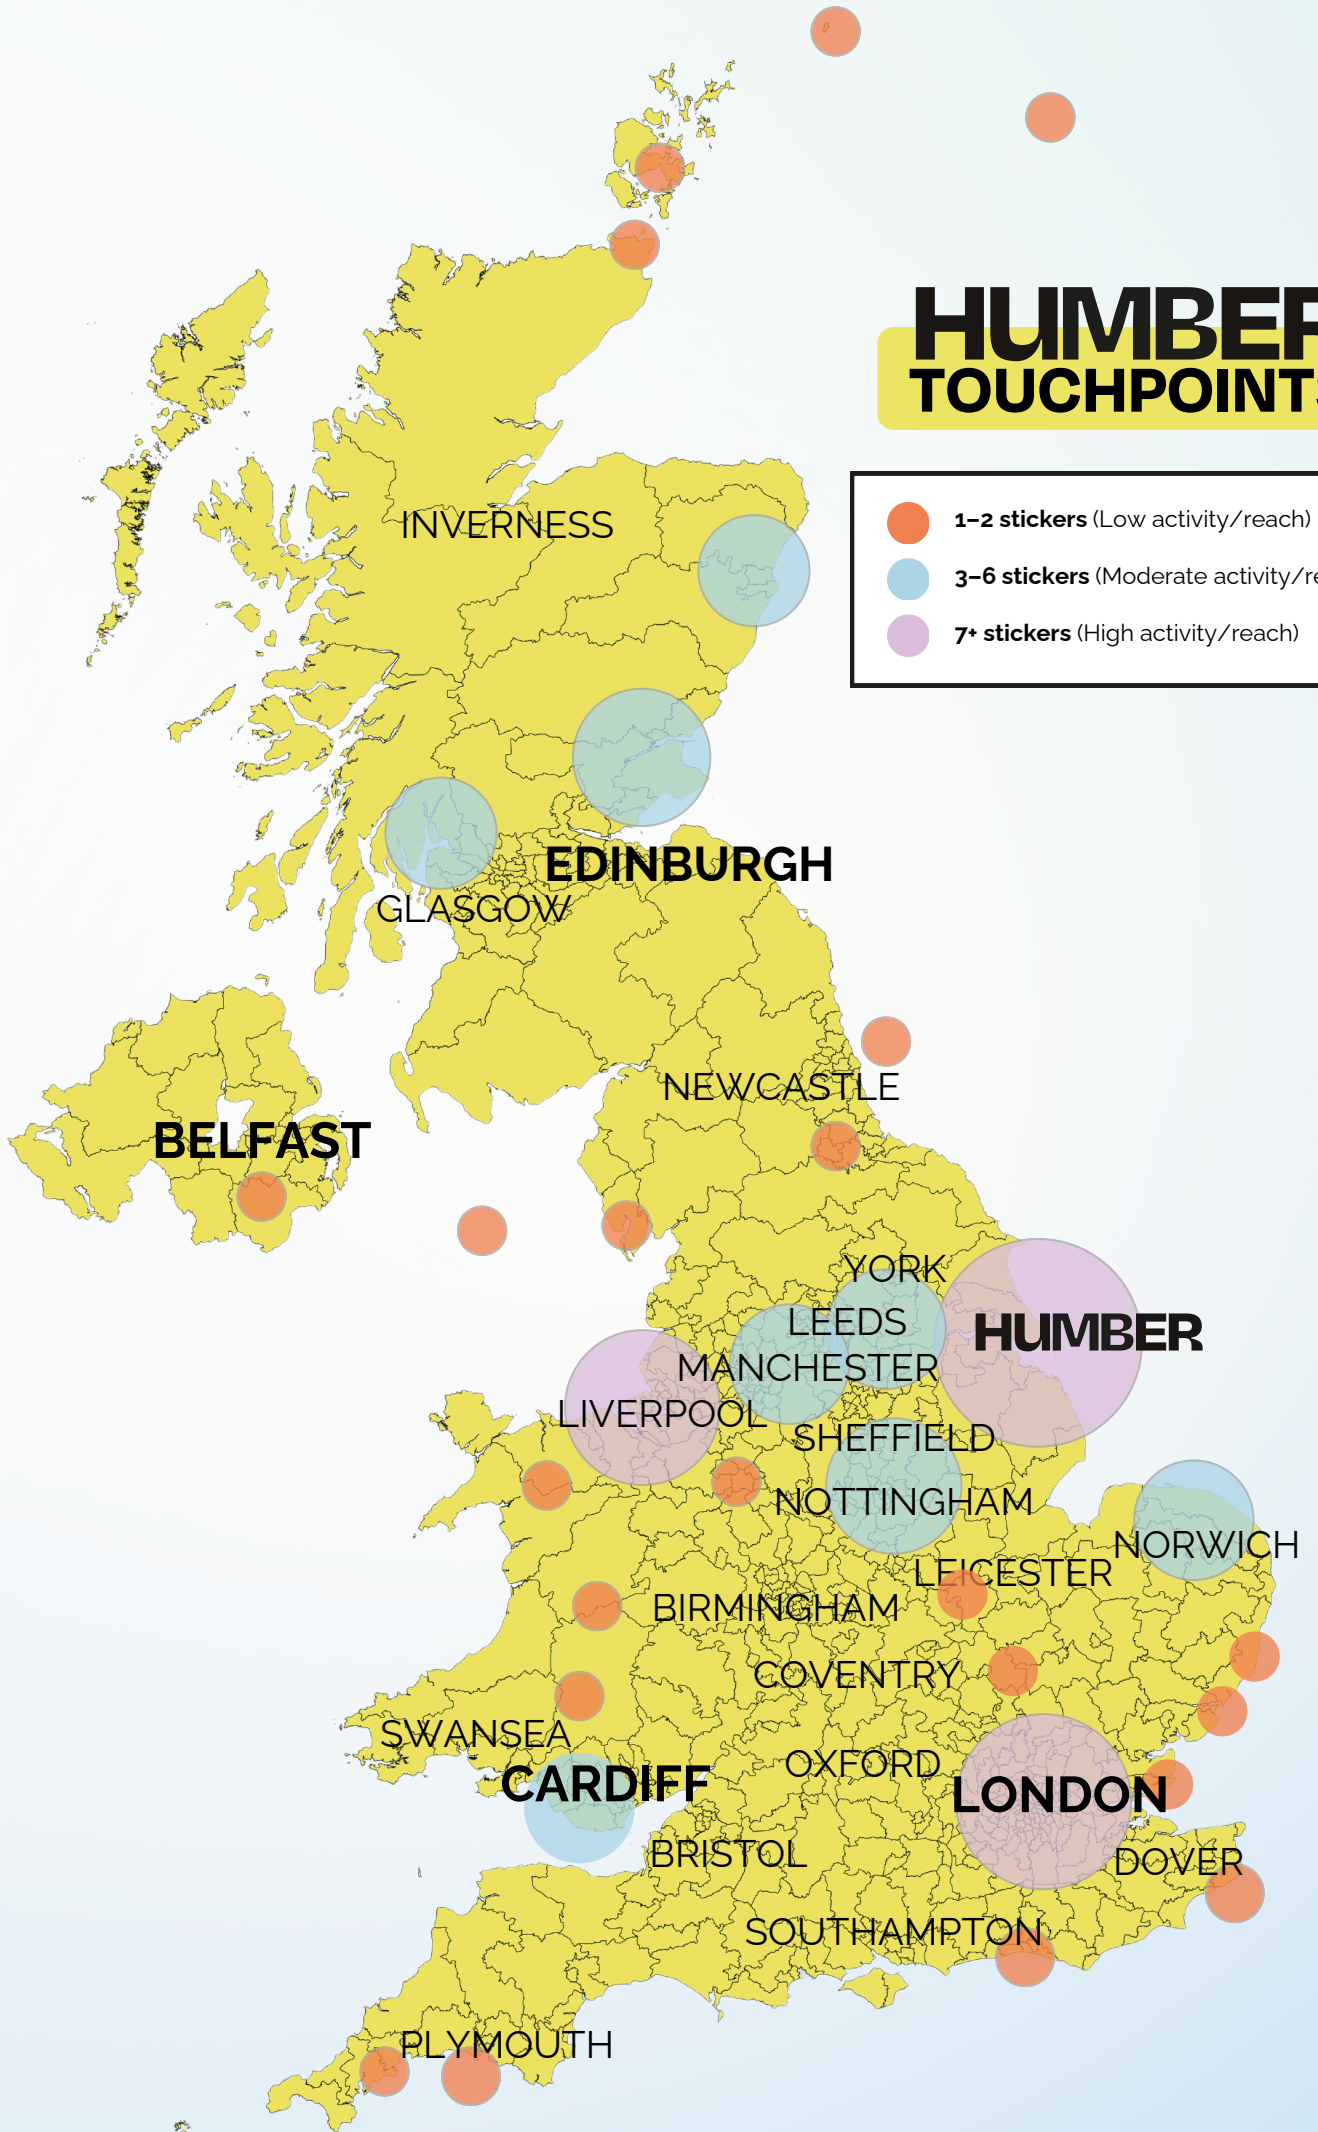 HUMBER
TOUCHPOINTS
1–2 stickers (Low activity/reach)
3–6 stickers (Moderate activity/re
7+ stickers (High activity/reach)
INVERNESS
EDINBURGH
GLASGOW
NEWCASTLE
BELFAST
YORK
HUMBER
LEEDS
MANCHESTER
LIVERPOOL
SHEFFIELD
NOTTINGHAM
NORWICH
LEICESTER
BIRMINGHAM
COVENTRY
SWANSEA
OXFORD
CARDIFF
LONDON
BRISTOL
DOVER
SOUTHAMPTON
PLYMOUTH